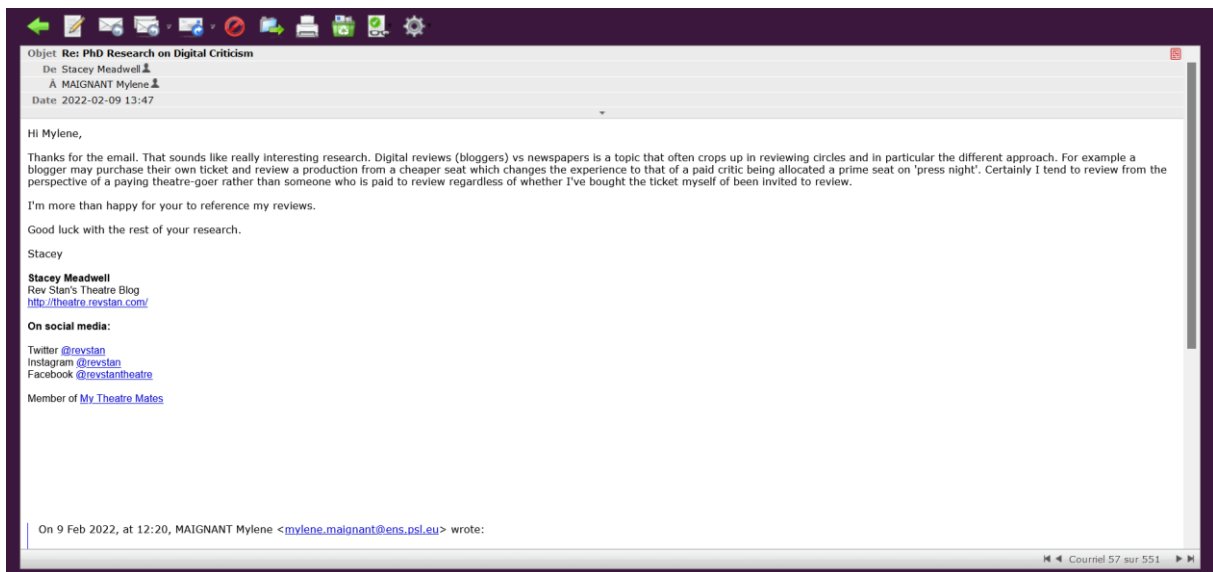 Objet Re: PhD Research on Digital Criticism
De Stacey Meadwell
À MAIGNANT Mylene
Date 2022-02-09 13:47
Hi Mylene,
Thanks for the email. That sounds like really interesting research. Digital reviews (bloggers) vs newspapers is a topic that often crops up in reviewing circles and in particular the different approach. For example a
blogger may purchase their own ticket and review a production from a cheaper seat which changes the experience to that of a paid critic being allocated a prime seat on 'press night'. Certainly I tend to review from the
perspective of a paying theatre-goer rather than someone who is paid to review regardless of whether I've bought the ticket myself of been invited to review.
I'm more than happy for your to reference my reviews.
Good luck with the rest of your research.
Stacey
Stacey Meadwell
Rev Stan's Theatre Blog
http://theatre.revstan.com/
On social media:
Twitter @revstan
Instagram @revstan
Facebook @revstantheatre
Member of My Theatre Mates
On 9 Feb 2022, at 12:20, MAIGNANT Mylene <mylene.maignant@ens.psl.eu> wrote:
Courriel 57 sur 551